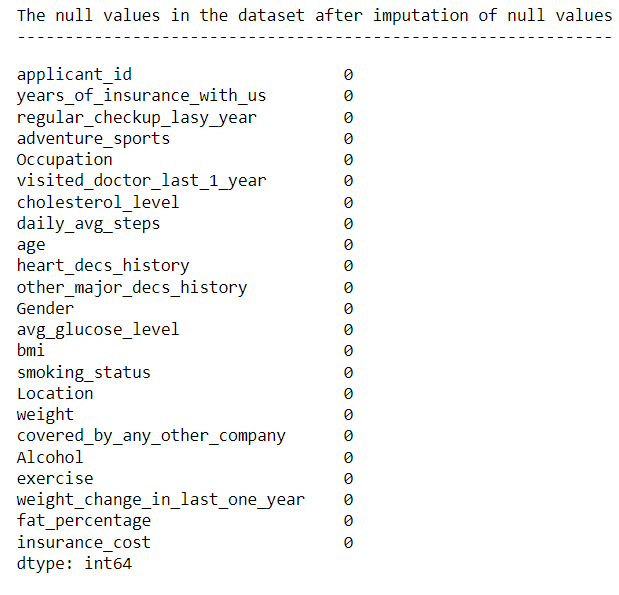 The null values in the dataset after imputation of null values
--------------------------------------------------------------
applicant_id 0
years_of_insurance_with_us 0
regular_checkup_lasy_year 0
adventure_sports 0
Occupation 0
visited_doctor_last_1_year 0
cholesterol_level 0
daily_avg_steps 0
age 0
heart_decs_history 0
other_major_decs_history 0
Gender 0
avg_glucose_level 0
bmi 0
smoking_status 0
Location 0
weight 0
covered_by_any_other_company 0
Alcohol 0
exercise 0
weight_change_in_last_one_year 0
fat_percentage 0
insurance_cost 0
dtype: int64